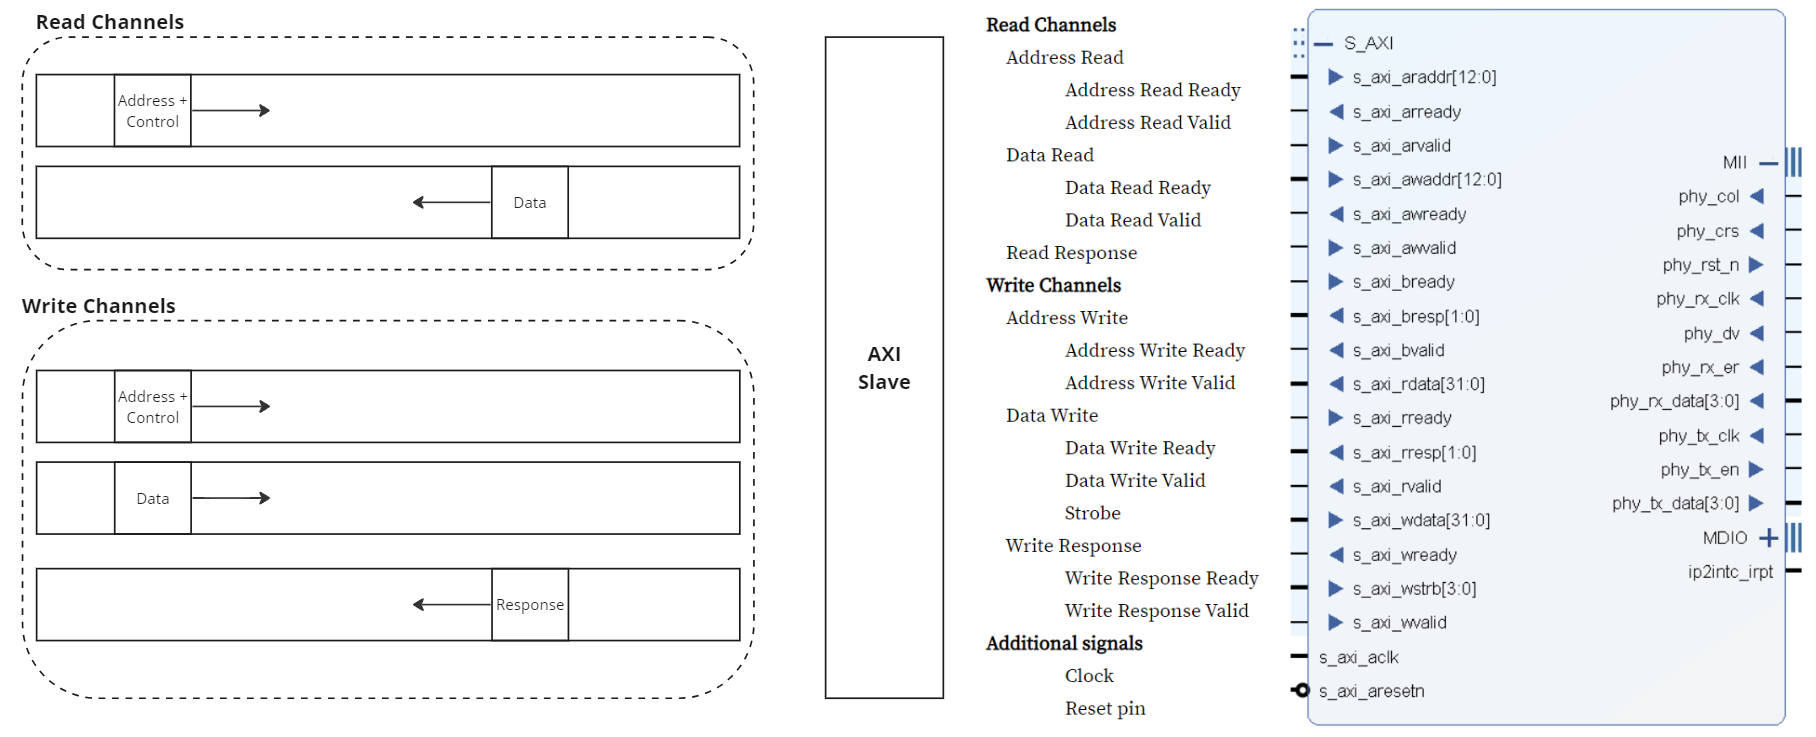 Read Channels
Address +
Control
Data
Write Channels
Address +
Control
Data
Response
AXI
Slave
Read Channels
Address Read
Address Read Ready
Address Read Valid
Data Read
Data Read Ready
Data Read Valid
Read Response
Write Channels
Address Write
Address Write Ready
Address Write Valid
Data Write
Data Write Ready
Data Write Valid
Strobe
Write Response
Write Response Ready
Write Response Valid
Additional signals
Clock
Reset pin
S_AXI
s_axi_araddr[12:0]
s_axi_arready
s_axi_arvalid
s_axi_awaddr[12:0]
s_axi_awready
s_axi_awvalid
s_axi_bready
s_axi_bresp[1:0]
s_axi_bvalid
s_axi_rdata[31:0]
s_axi_rready
s_axi_rresp[1:0]
s_axi_rvalid
s_axi_wdata[31:0]
s_axi_wready
s_axi_wstrb[3:0]
s_axi_wvalid
s_axi_aclk
s_axi_aresetn
MII
phy_col
phy_crs
phy_rst_n
phy_rx_clk
phy_dv
phy_rx_er
phy_rx_data[3:0]
phy_tx_clk
phy_tx_en
phy_tx_data[3:0]
MDIO
ip2intc_irpt